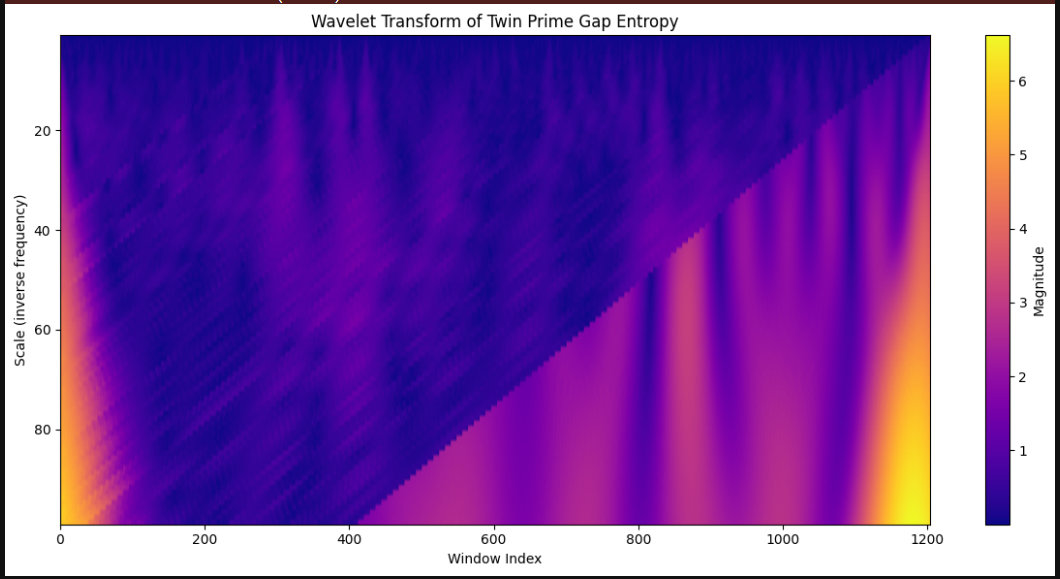 Wavelet Transform of Twin Prime Gap Entropy
Scale (inverse frequency)
20
40
60
80
0 200 400 600 800 1000 1200
Window Index
6
5
4
3
2
1
Magnitude